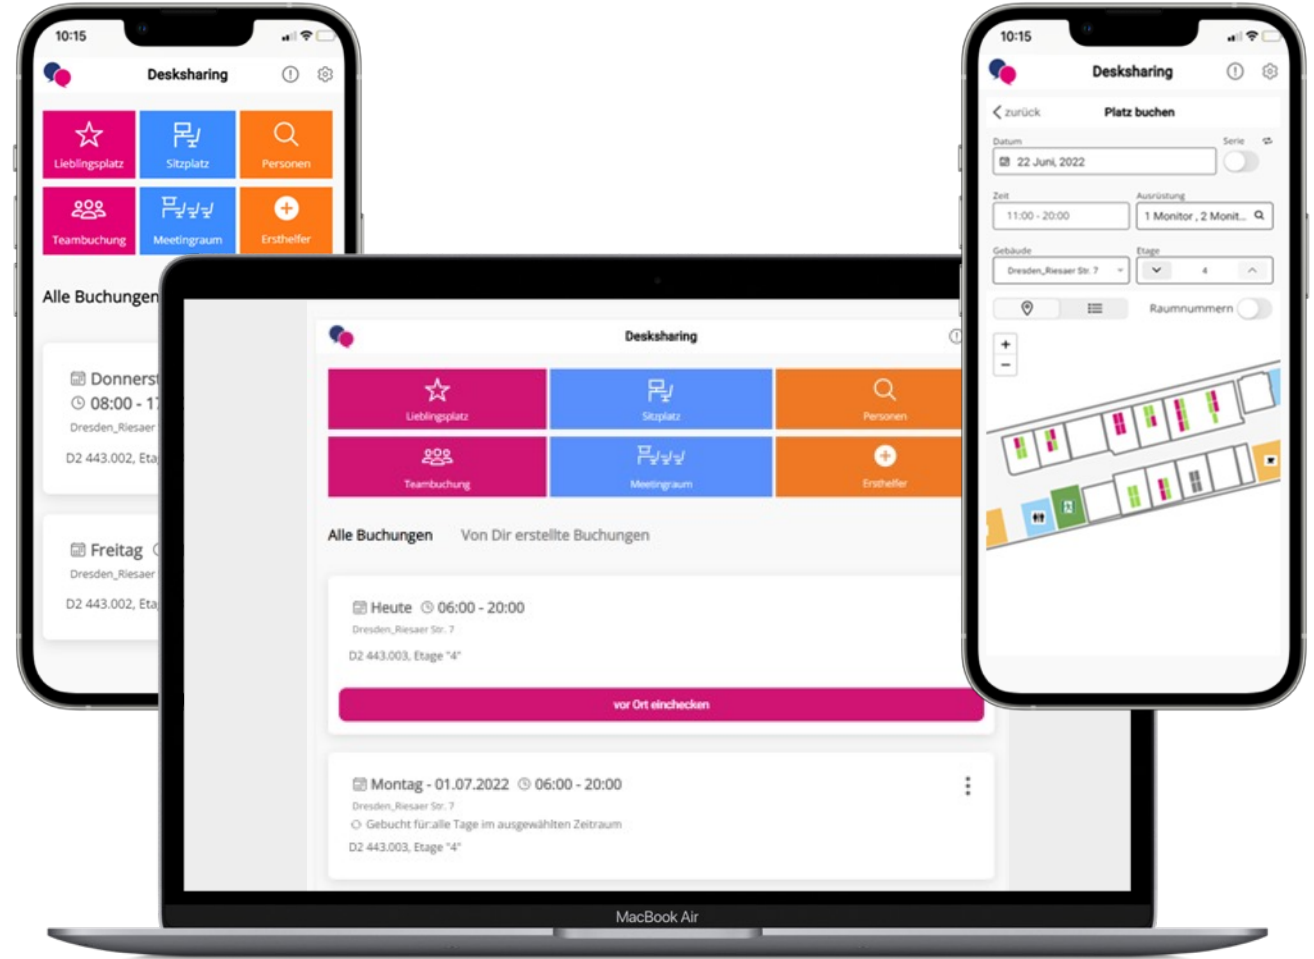 10:15
Desksharing
Lieblingsplatz
Sitzplatz
Personen
Teambuchung
Meetingraum
Ersthelfer
Alle Buchungen
Donnerst
08:00 - 17
Dresden_Riesaer
D2 443.002, Eta
Freitag
Dresden_Riesaer
D2 443.002, Eta
Desksharing
Lieblingsplatz
Sitzplatz
Personen
Teambuchung
Meetingraum
Ersthelfer
Alle Buchungen Von Dir erstellte Buchungen
Heute 06:00 - 20:00
Dresden_Riesaer Str. 7
D2 443.003, Etage "4"
vor Ort einchecken
Montag - 01.07.2022 06:00 - 20:00
Dresden_Riesaer Str. 7
Gebucht für:alle Tage im ausgewählten Zeitraum
D2 443.003, Etage "4"
MacBook Air
10:15
Desksharing
zurück Platz buchen
Datum Serie
22 Juni, 2022
Zeit Ausrüstung
11:00 - 20:00 1 Monitor , 2 Monit...
Gebäude Etage
Dresden_Riesaer Str. 7 4
Raumnummern
+
−